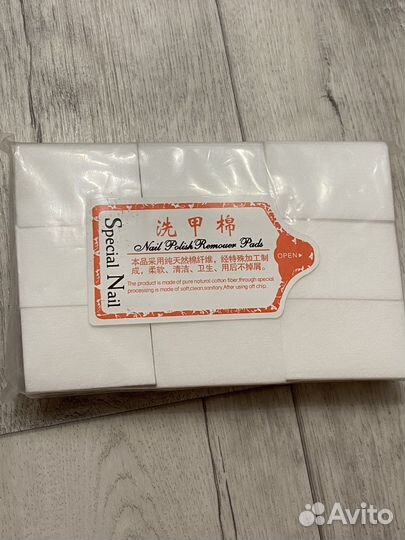 洗甲棉
Nail Polish Remouer Pads
本品采用纯天然棉纤维，经特殊加工制
成，柔软、清洁、卫生、用后不掉屑。
The product is made of pure natural cotton fiber,through special
processing is made of soft,clean,sanitary.After using off chip.
Special Nail
OPEN
Avito